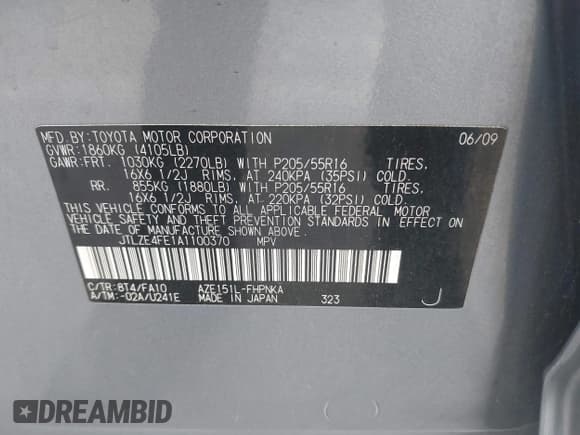 MFD.BY:TOYOTA MOTOR CORPORATION 06/09
GVWR:1860KG (4105LB)
GAWR:FRT. 1030KG (2270LB) WITH P205/55R16 TIRES,
16X6 1/2J RIMS, AT 240KPA (35PSI) COLD.
RR. 855KG (1880LB) WITH P205/55R16 TIRES,
16X6 1/2J RIMS, AT 220KPA (32PSI) COLD.
THIS VEHICLE CONFORMS TO ALL APPLICABLE FEDERAL MOTOR
VEHICLE SAFETY AND THEFT PREVENTION STANDARDS IN EFFECT ON
THE DATE OF MANUFACTURE SHOWN ABOVE.
JTLZE4FE1A1100370 MPV
C/TR:8T4/FA10 AZE151L-FHPNKA
A/TM:-02A/U241E MADE IN JAPAN 323 J
DREAMBID